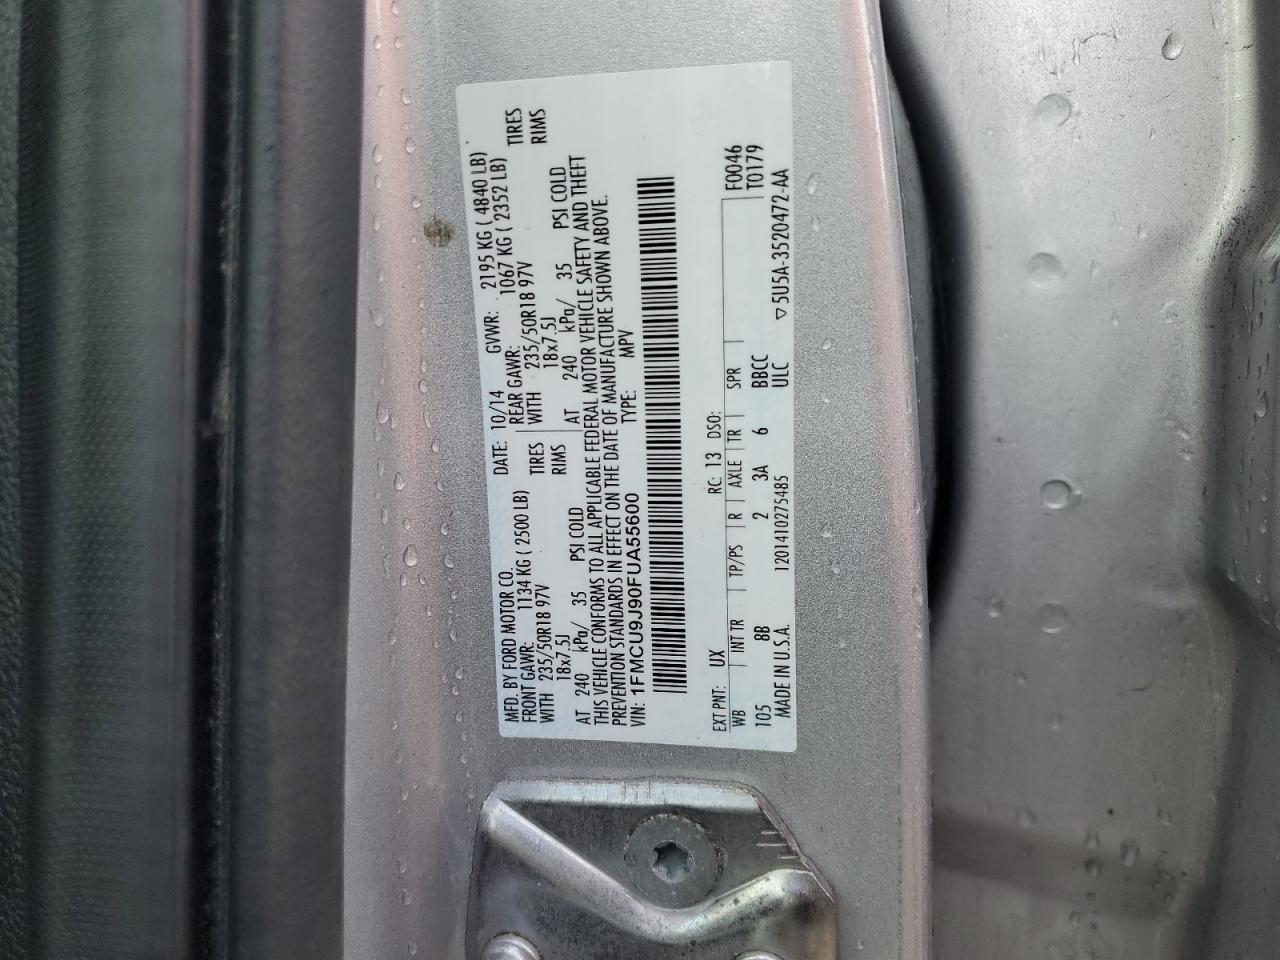 MFD. BY FORD MOTOR CO. DATE: 10/14 GVWR: 2195 KG ( 4840 LB)
FRONT GAWR: 1134 KG ( 2500 LB) REAR GAWR: 1067 KG ( 2352 LB)
WITH 235/50R18 97V TIRES WITH 235/50R18 97V TIRES
18x7.5J RIMS 18x7.5J RIMS
AT 240 kPa/ 35 PSI COLD AT 240 kPa/ 35 PSI COLD
THIS VEHICLE CONFORMS TO ALL APPLICABLE FEDERAL MOTOR VEHICLE SAFETY AND THEFT
PREVENTION STANDARDS IN EFFECT ON THE DATE OF MANUFACTURE SHOWN ABOVE.
VIN: 1FMCU9J90FUA55600 TYPE: MPV
EXT PNT: UX RC: 13 DSO: F0046
WB INT TR TP/PS R AXLE TR SPR T0179
105 8B 2 3A 6 BBCC
MADE IN U.S.A. 1201410275485 ULC ▽5U5A-3520472-AA